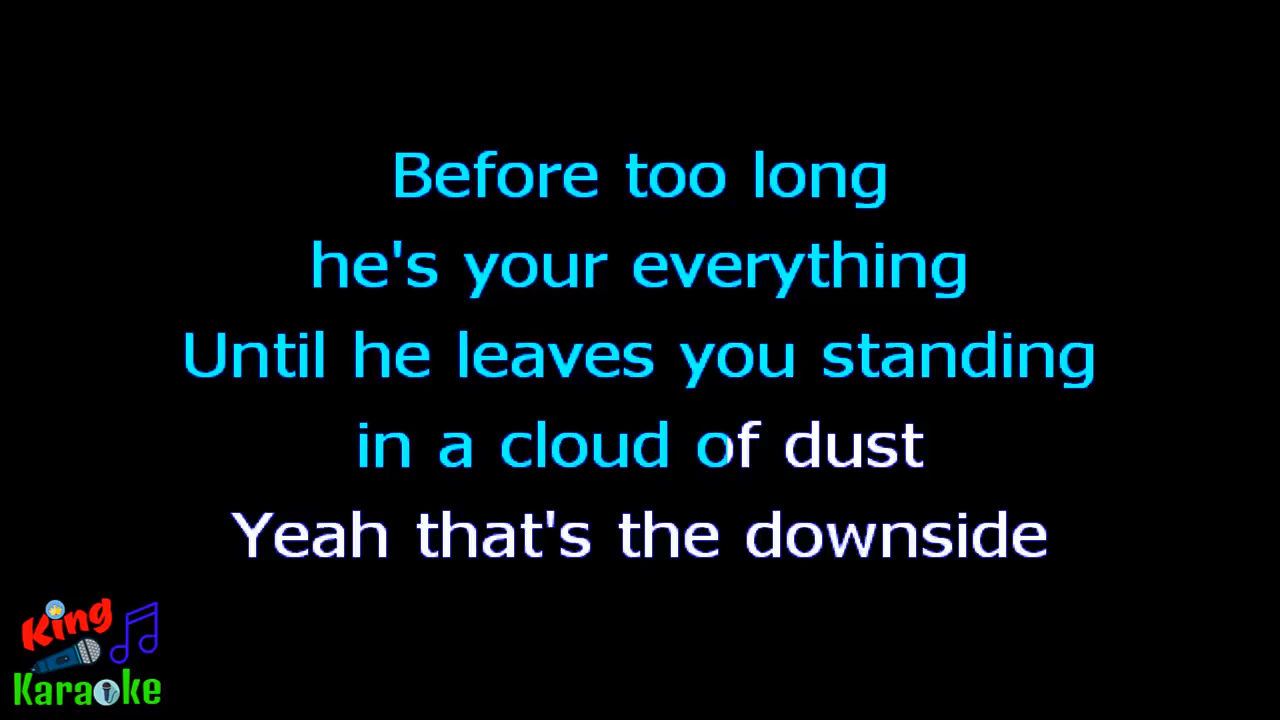 Before too long
he's your everything
Until he leaves you standing
in a cloud of dust
Yeah that's the downside
King
Karaoke